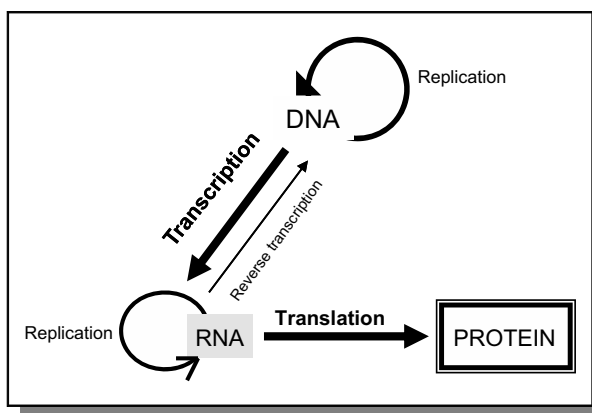 Replication
DNA
Transcription
Reverse transcription
Replication
RNA
Translation
PROTEIN